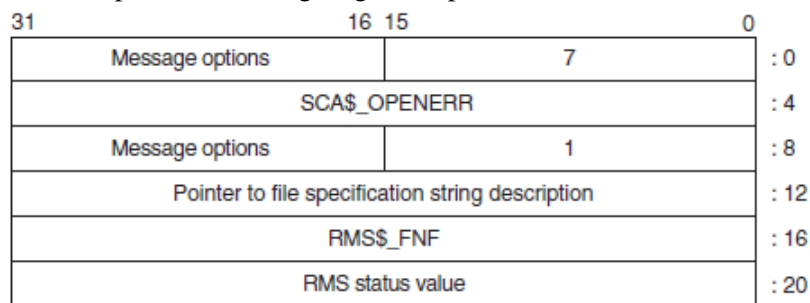 31 16 15 0
Message options 7 : 0
SCA$_OPENERR : 4
Message options 1 : 8
Pointer to file specification string description : 12
RMS$_FNF : 16
RMS status value : 20